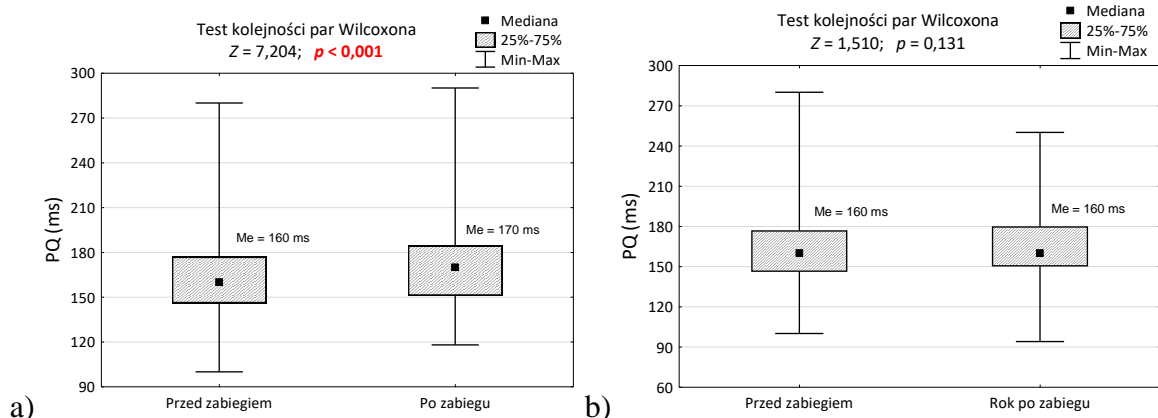 Test kolejności par Wilcoxona
Z = 7,204; p < 0,001
Mediana
25%-75%
Min-Max
PQ (ms)
300
270
240
210
180
150
120
90
Me = 160 ms
Me = 170 ms
Przed zabiegiem
Po zabiegu
a)
Test kolejności par Wilcoxona
Z = 1,510; p = 0,131
Mediana
25%-75%
Min-Max
PQ (ms)
300
270
240
210
180
150
120
90
60
Me = 160 ms
Me = 160 ms
Przed zabiegiem
Rok po zabiegu
b)